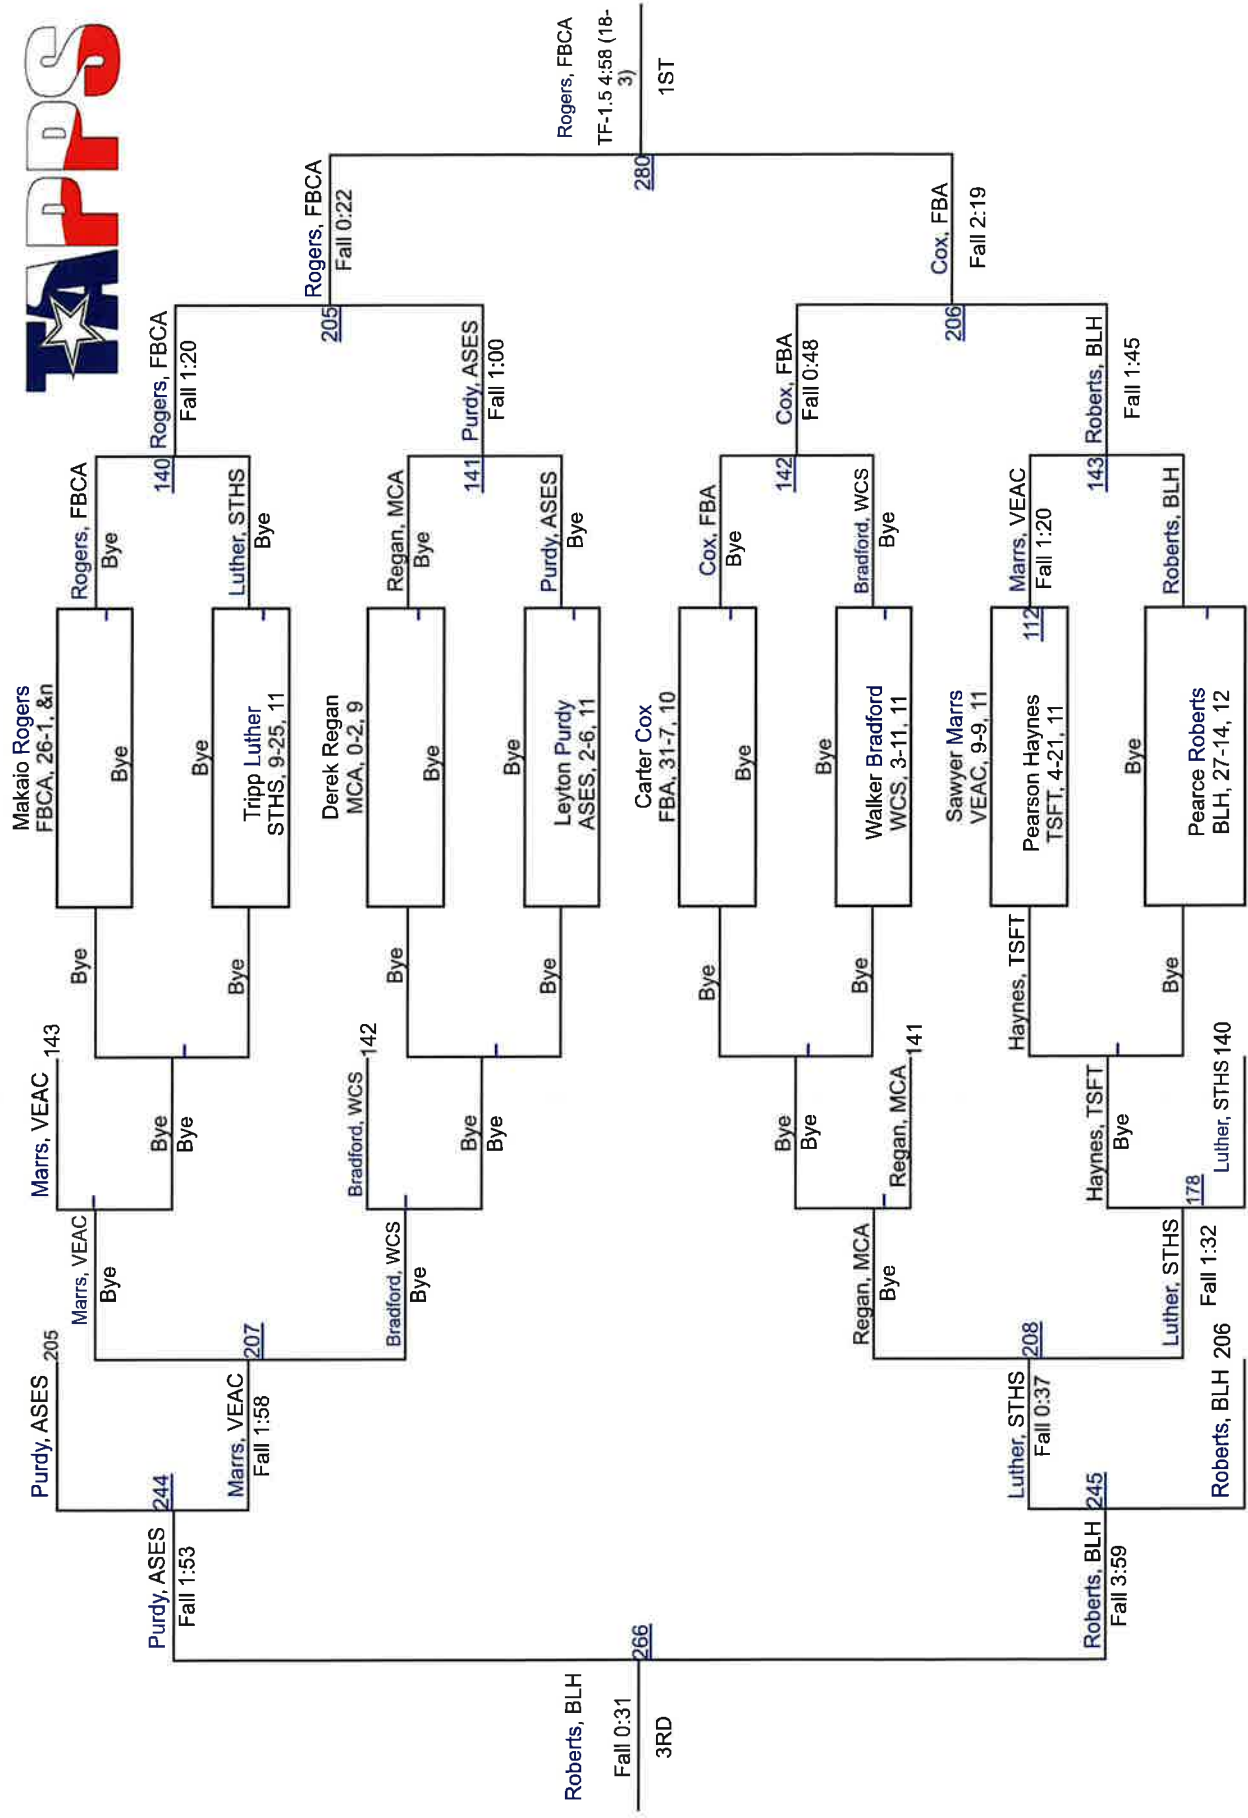 TAPPS
Makaio Rogers
FBCA, 26-1, &n
Bye
Bye
Tripp Luther
STHS, 9-25, 11
Derek Regan
MCA, 0-2, 9
Bye
Bye
Leyton Purdy
ASES, 2-6, 11
Carter Cox
FBA, 31-7, 10
Bye
Bye
Walker Bradford
WCS, 3-11, 11
Sawyer Marrs
VEAC, 9-9, 11
Pearson Haynes
TSFT, 4-21, 11
112
Bye
Pearce Roberts
BLH, 27-14, 12
Rogers, FBCA
Bye
Luther, STHS
Bye
Regan, MCA
Bye
Purdy, ASES
Bye
Cox, FBA
Bye
Bradford, WCS
Bye
Marrs, VEAC
Fall 1:20
Roberts, BLH
140
Rogers, FBCA
Fall 1:20
141
Purdy, ASES
Fall 1:00
142
Cox, FBA
Fall 0:48
143
Roberts, BLH
Fall 1:45
205
Rogers, FBCA
Fall 0:22
206
Cox, FBA
Fall 2:19
280
Rogers, FBCA
TF-1.5 4:58 (18-
3)
1ST
Bye
Bye
Bye
Bye
Bye
Bye
Haynes, TSFT
Bye
Marrs, VEAC 143
Bye
Bye
Bradford, WCS 142
Bye
Bye
Bye
Bye
Regan, MCA 141
Haynes, TSFT
Bye
Luther, STHS 140
178
Marrs, VEAC
Bye
Bradford, WCS
Bye
Regan, MCA
Bye
Luther, STHS
Fall 1:32
Purdy, ASES 205
207
Marrs, VEAC
Fall 1:58
208
Luther, STHS
Fall 0:37
Roberts, BLH 206
244
Purdy, ASES
Fall 1:53
245
Roberts, BLH
Fall 3:59
266
Roberts, BLH
Fall 0:31
3RD